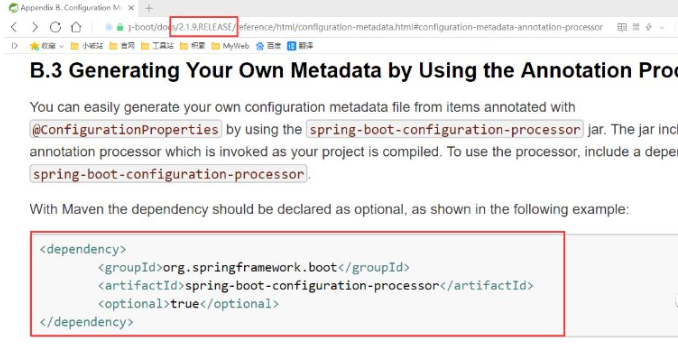 Appendix B. Configuration M
-boot/docs/2.1.9.RELEASE/reference/html/configuration-metadata.html#configuration-metadata-annotation-processor
收藏 小破站 官网 工具站 积累 MyWeb 百度 翻译
B.3 Generating Your Own Metadata by Using the Annotation Proc
You can easily generate your own configuration metadata file from items annotated with
@ConfigurationProperties by using the spring-boot-configuration-processor jar. The jar incl
annotation processor which is invoked as your project is compiled. To use the processor, include a depe
spring-boot-configuration-processor.
With Maven the dependency should be declared as optional, as shown in the following example:
<dependency>
<groupId>org.springframework.boot</groupId>
<artifactId>spring-boot-configuration-processor</artifactId>
<optional>true</optional>
</dependency>